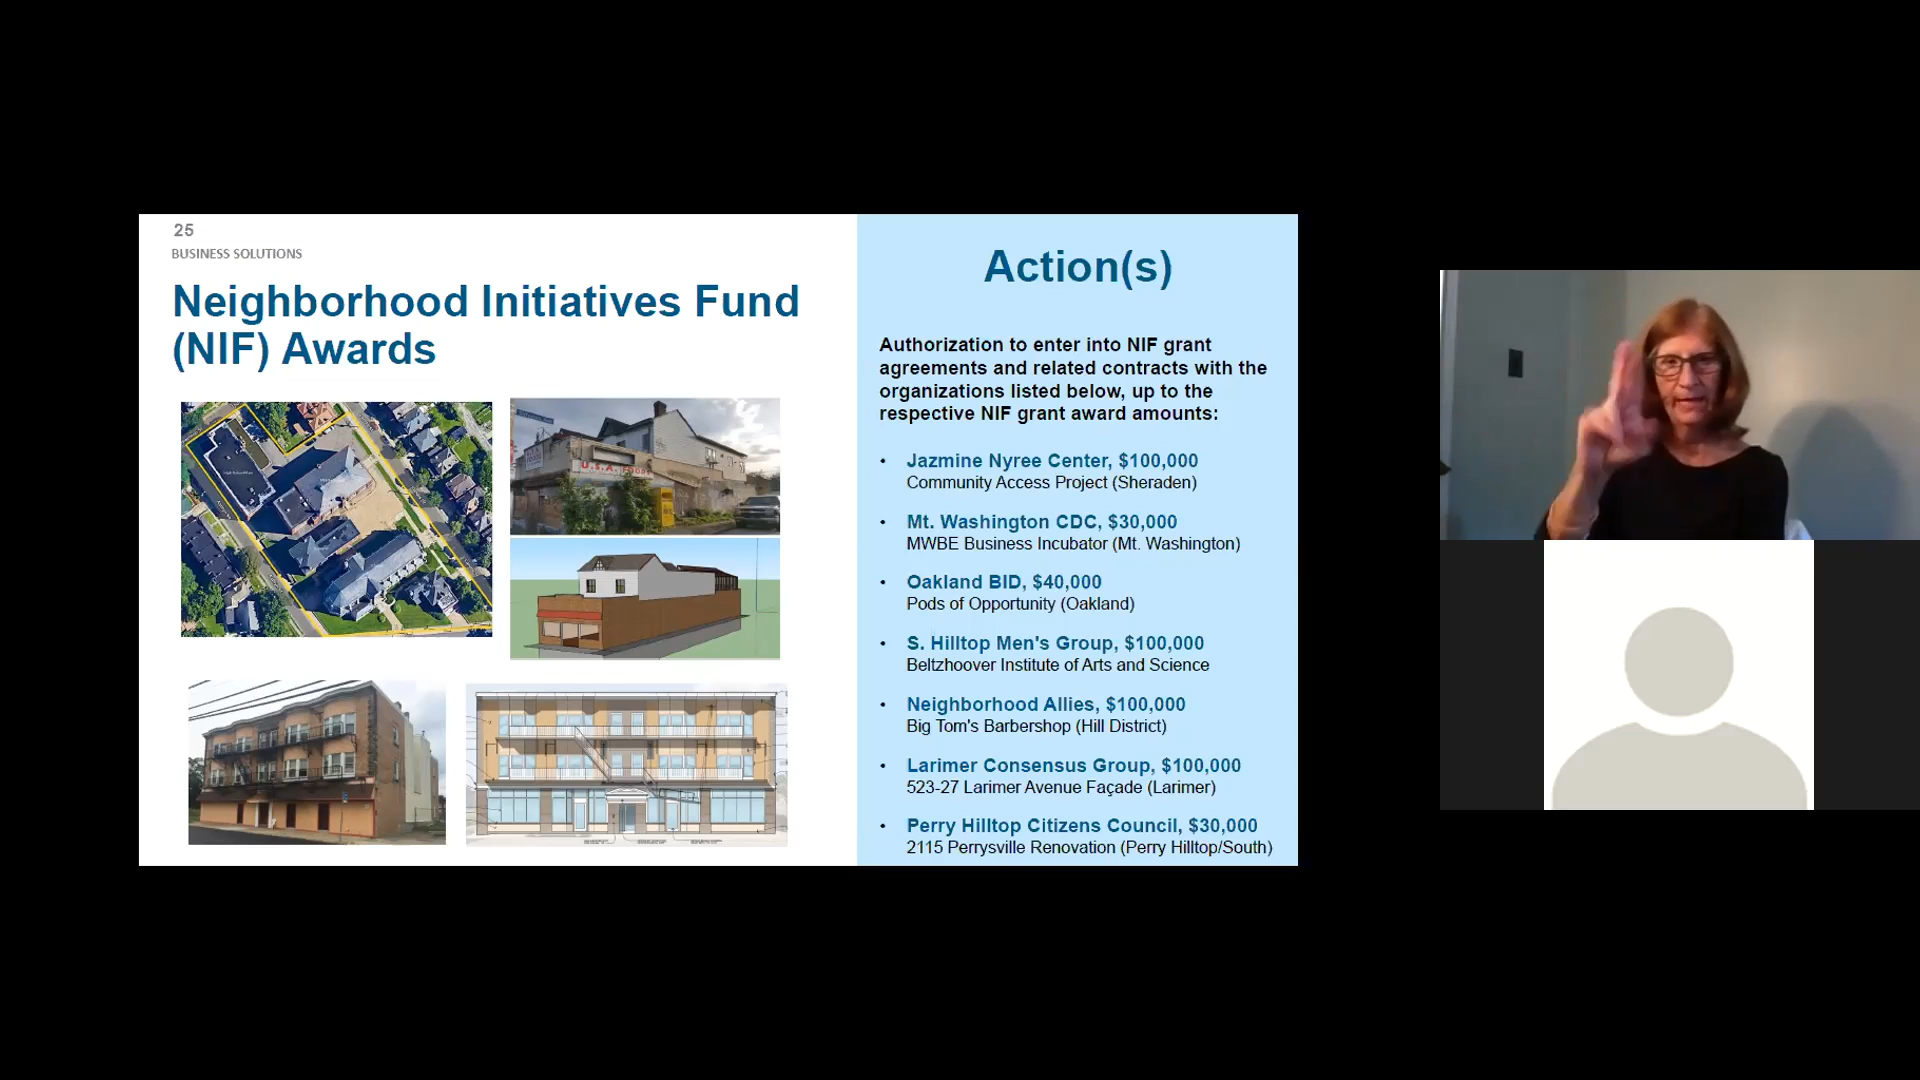 25
BUSINESS SOLUTIONS
Neighborhood Initiatives Fund
(NIF) Awards
U.S.A. FOODS
Action(s)
Authorization to enter into NIF grant
agreements and related contracts with the
organizations listed below, up to the
respective NIF grant award amounts:
• Jazmine Nyree Center, $100,000
Community Access Project (Sheraden)
• Mt. Washington CDC, $30,000
MWBE Business Incubator (Mt. Washington)
• Oakland BID, $40,000
Pods of Opportunity (Oakland)
• S. Hilltop Men's Group, $100,000
Beltzhoover Institute of Arts and Science
• Neighborhood Allies, $100,000
Big Tom's Barbershop (Hill District)
• Larimer Consensus Group, $100,000
523-27 Larimer Avenue Façade (Larimer)
• Perry Hilltop Citizens Council, $30,000
2115 Perrysville Renovation (Perry Hilltop/South)